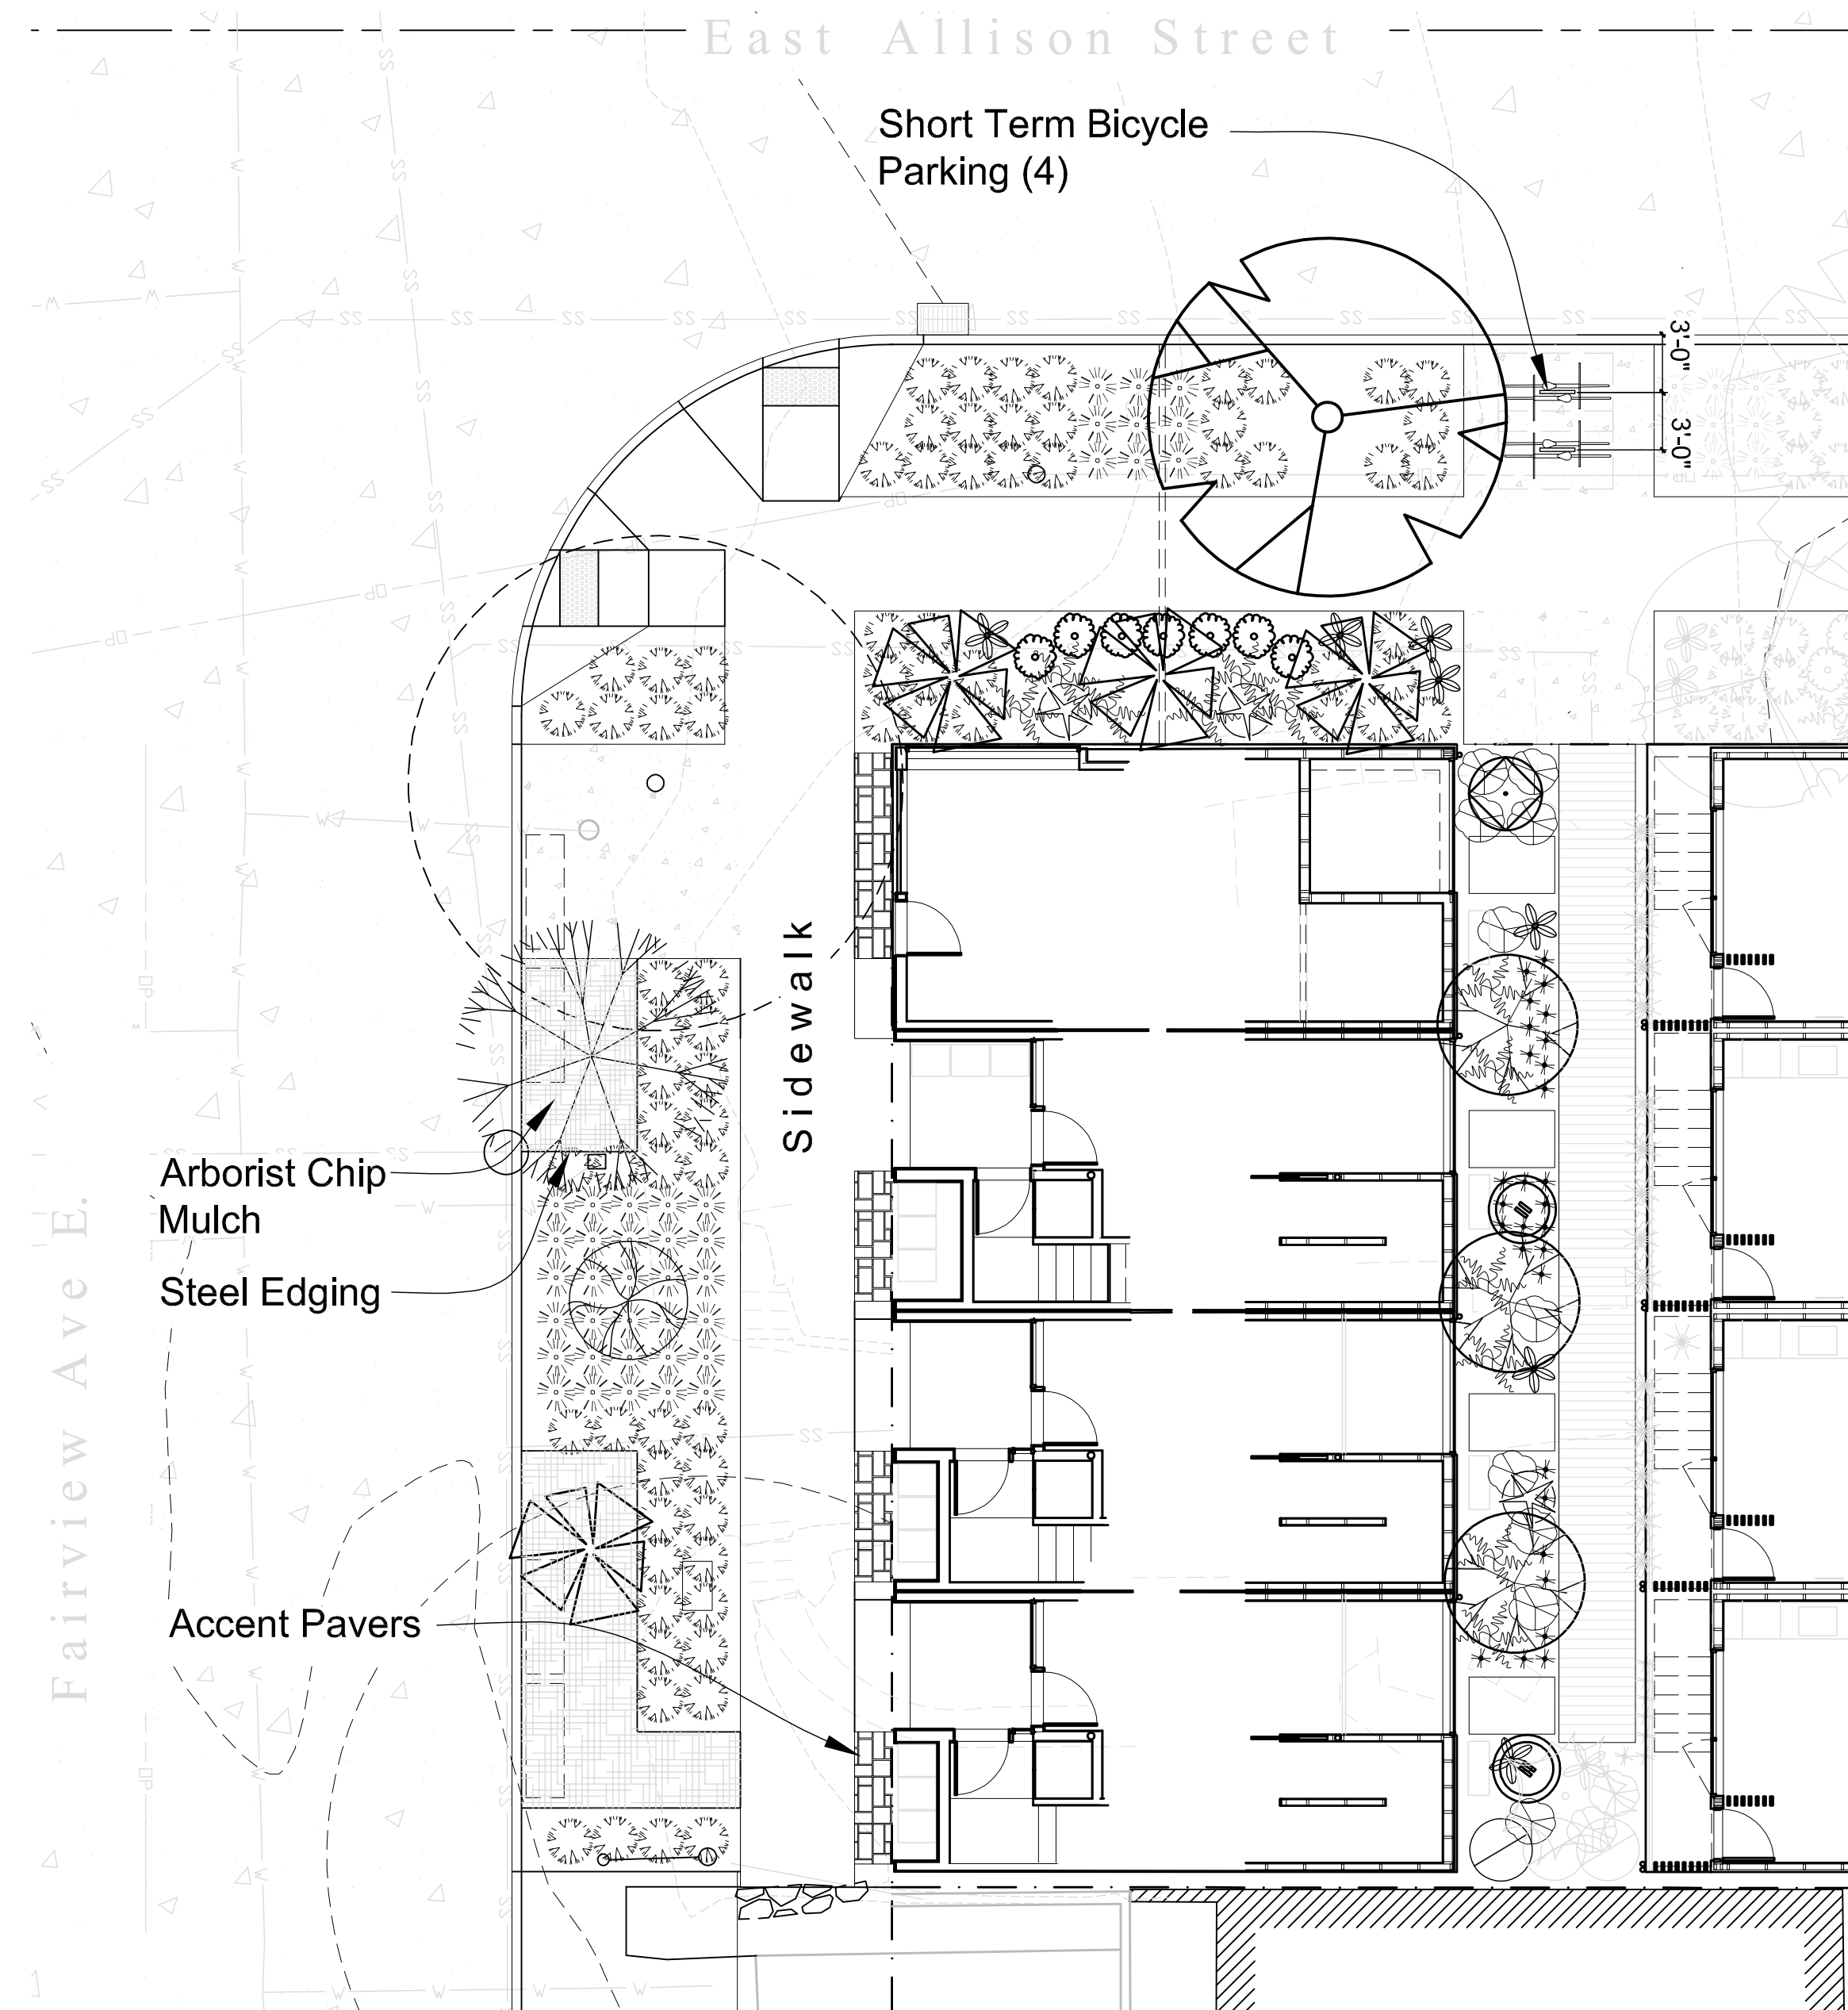 East Allison Street
Short Term Bicycle
Parking (4)
3'-0"
3'-0"
Sidewalk
Arborist Chip
Mulch
Steel Edging
Fairview Ave E.
Accent Pavers